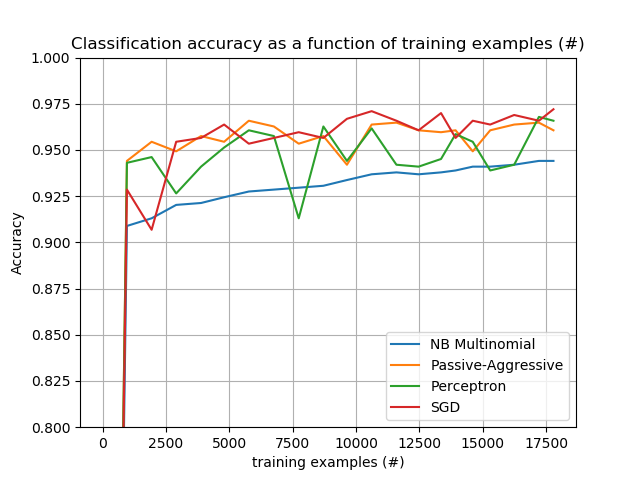 Classification accuracy as a function of training examples (#)
1.000
0.975
0.950
0.925
0.900
0.875
0.850
0.825
0.800
Accuracy
NB Multinomial
Passive-Aggressive
Perceptron
SGD
0 2500 5000 7500 10000 12500 15000 17500
training examples (#)